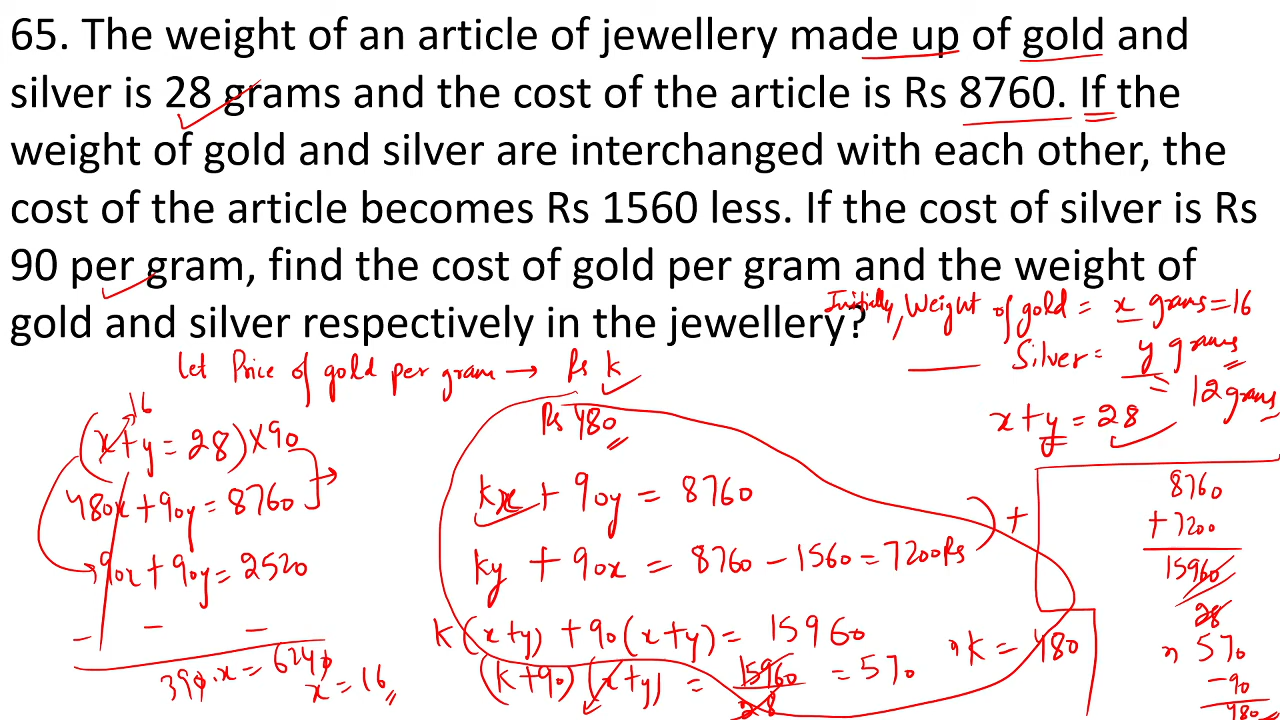 65. The weight of an article of jewellery made up of gold and
silver is 28 grams and the cost of the article is Rs 8760. If the
weight of gold and silver are interchanged with each other, the
cost of the article becomes Rs 1560 less. If the cost of silver is Rs
90 per gram, find the cost of gold per gram and the weight of
gold and silver respectively in the jewellery?
Initially, Weight of gold = x grams = 16
Silver = y grams
= 12 grams
x + y = 28
Let Price of gold per gram → Rs k
Rs 480
16
(x + y = 28) × 90
480x + 90y = 8760
90x + 90y = 2520
− − −
390·x = 6240
x = 16
kx + 90y = 8760
ky + 90x = 8760 − 1560 = 7200 Rs
+
k(x+y) + 90(x+y) = 15960
(k+90)(x+y) = 15960/28 = 570
k = 480
8760
+ 7200
15960
28
570
− 90
480